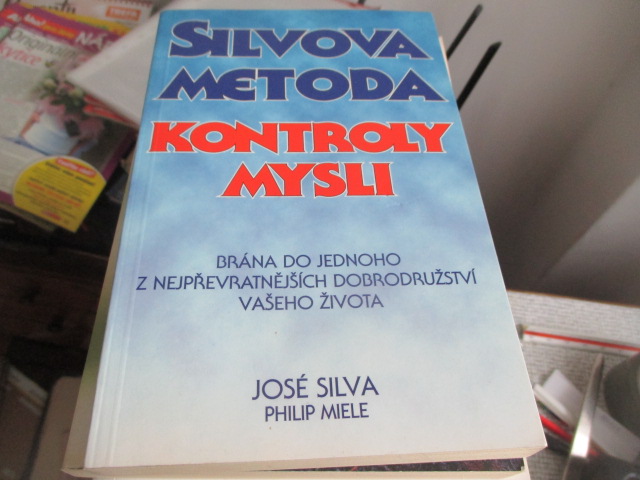 SILVOVA
METODA
KONTROLY
MYSLI
BRÁNA DO JEDNOHO
Z NEJPŘEVRATNĚJŠÍCH DOBRODRUŽSTVÍ
VAŠEHO ŽIVOTA
JOSÉ SILVA
PHILIP MIELE